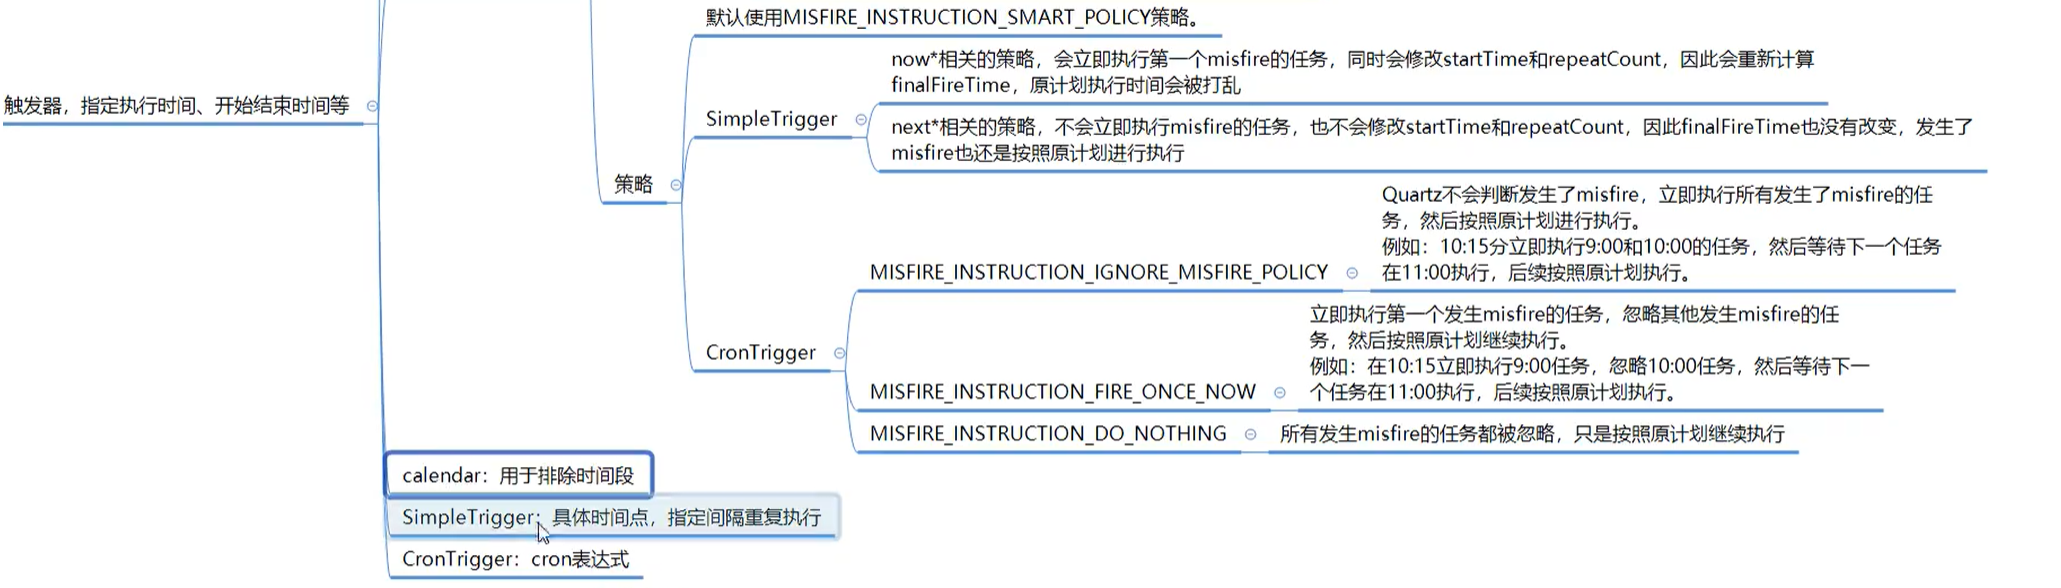 默认使用MISFIRE_INSTRUCTION_SMART_POLICY策略。
now*相关的策略，会立即执行第一个misfire的任务，同时会修改startTime和repeatCount，因此会重新计算
finalFireTime，原计划执行时间会被打乱
触发器，指定执行时间、开始结束时间等
SimpleTrigger
next*相关的策略，不会立即执行misfire的任务，也不会修改startTime和repeatCount，因此finalFireTime也没有改变，发生了
misfire也还是按照原计划进行执行
策略
Quartz不会判断发生了misfire，立即执行所有发生了misfire的任
务，然后按照原计划进行执行。
例如：10:15分立即执行9:00和10:00的任务，然后等待下一个任务
在11:00执行，后续按照原计划执行。
MISFIRE_INSTRUCTION_IGNORE_MISFIRE_POLICY
立即执行第一个发生misfire的任务，忽略其他发生misfire的任
务，然后按照原计划继续执行。
例如：在10:15立即执行9:00任务，忽略10:00任务，然后等待下一
个任务在11:00执行，后续按照原计划执行。
CronTrigger
MISFIRE_INSTRUCTION_FIRE_ONCE_NOW
MISFIRE_INSTRUCTION_DO_NOTHING
所有发生misfire的任务都被忽略，只是按照原计划继续执行
calendar：用于排除时间段
SimpleTrigger：具体时间点，指定间隔重复执行
CronTrigger：cron表达式